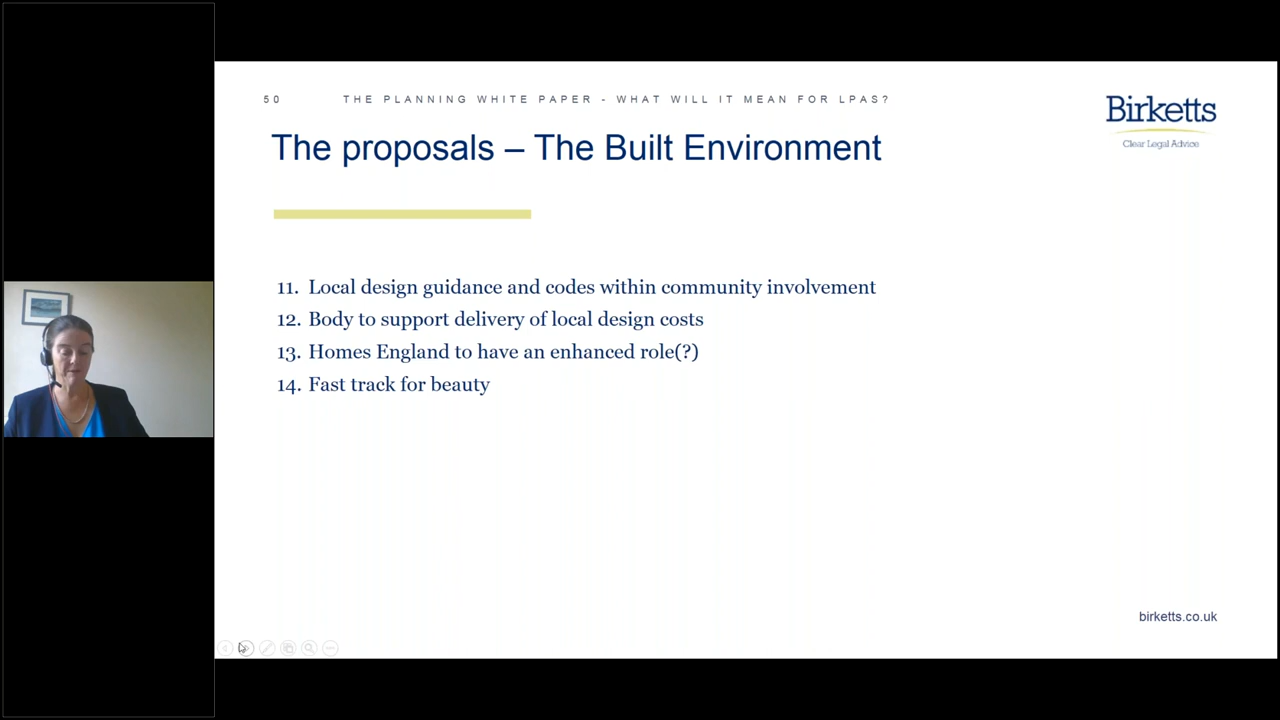 50 THE PLANNING WHITE PAPER - WHAT WILL IT MEAN FOR LPAS?
Birketts
Clear Legal Advice
The proposals – The Built Environment
11. Local design guidance and codes within community involvement
12. Body to support delivery of local design costs
13. Homes England to have an enhanced role(?)
14. Fast track for beauty
birketts.co.uk